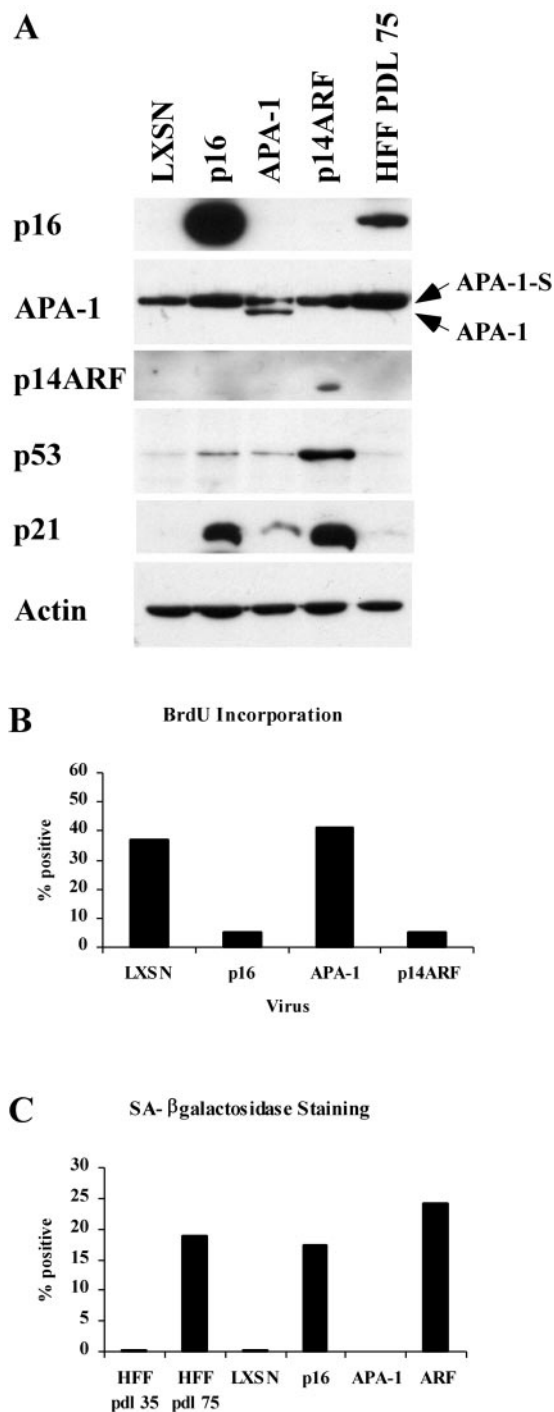 A
LXSN
p16
APA-1
p14ARF
HFF PDL 75
p16
APA-1
APA-1-S
APA-1
p14ARF
p53
p21
Actin
B
BrdU Incorporation
% positive
60
50
40
30
20
10
0
LXSN p16 APA-1 p14ARF
Virus
C
SA- βgalactosidase Staining
% positive
30
25
20
15
10
5
0
HFF pdl 35
HFF pdl 75
LXSN
p16
APA-1
ARF